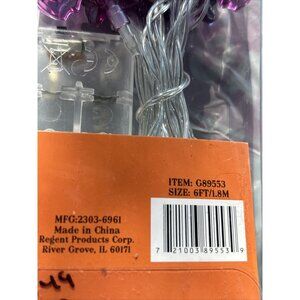 ITEM: G89553
SIZE: 6FT/1.8M
MFG:2303-6961
Made in China
Regent Products Corp.
River Grove, IL 60171
7 21003 89553 9